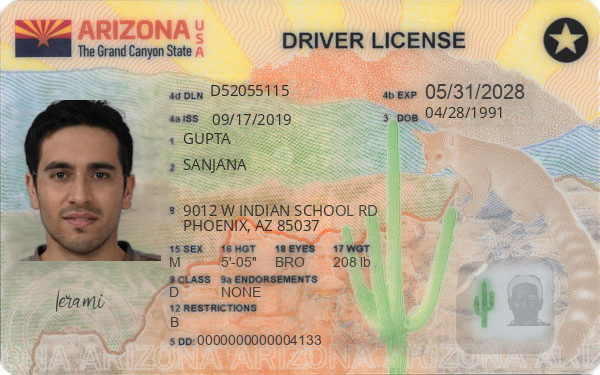 ARIZONA USA
The Grand Canyon State
DRIVER LICENSE
4d DLN D52055115
4b EXP 05/31/2028
4a ISS 09/17/2019
3 DOB 04/28/1991
1 GUPTA
2 SANJANA
8 9012 W INDIAN SCHOOL RD
PHOENIX, AZ 85037
15 SEX 16 HGT 18 EYES 17 WGT
M 5'-05" BRO 208 lb
9 CLASS 9a ENDORSEMENTS
D NONE
12 RESTRICTIONS
B
5 DD: 0000000000004133
lerami
ARIZONA ARIZONA ARIZONA ARIZONA